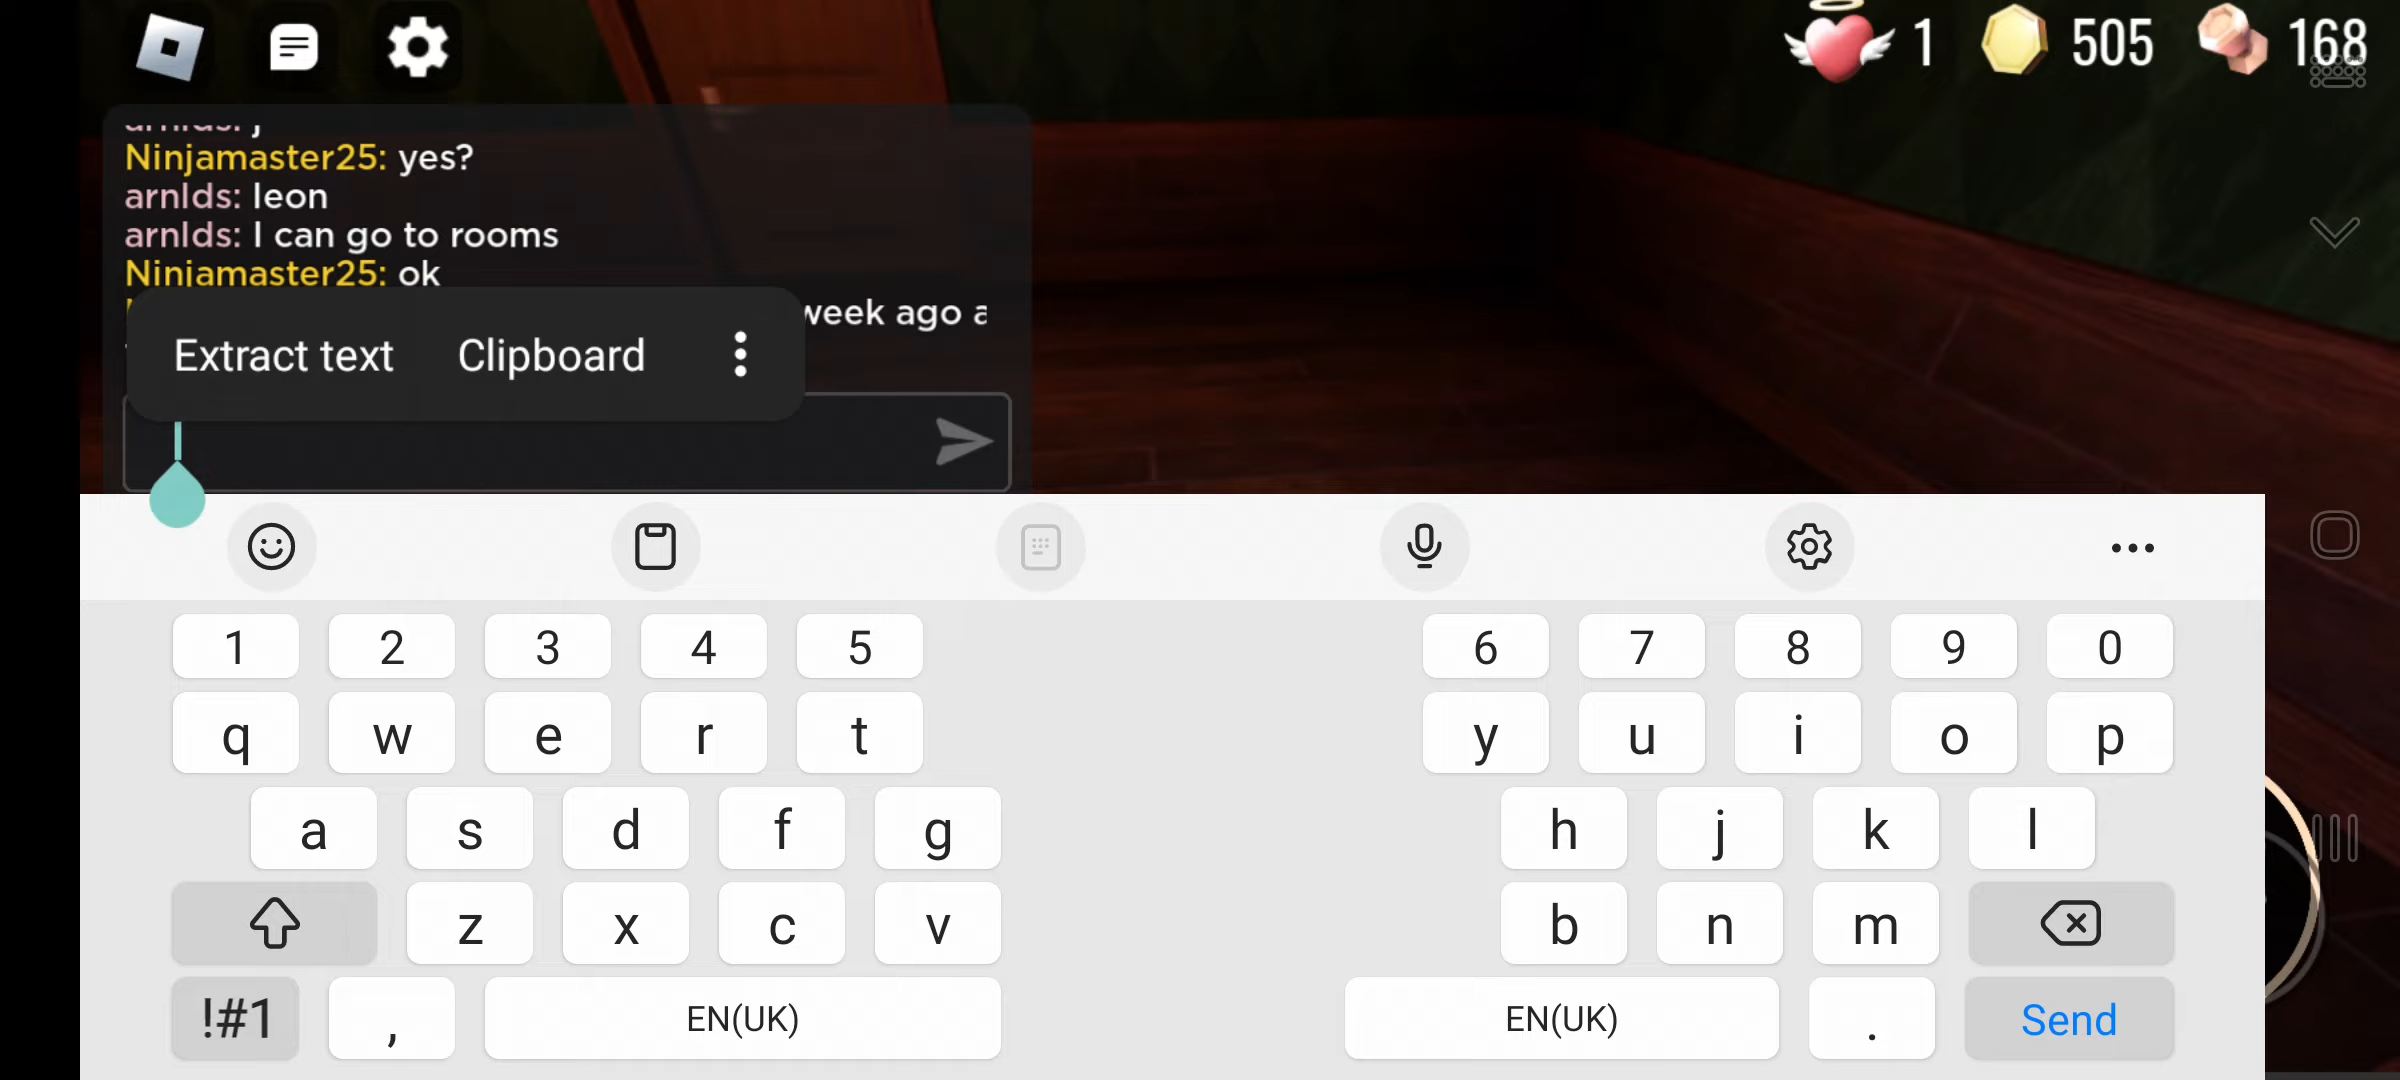 1 505 168
arnlds: j
Ninjamaster25: yes?
arnlds: leon
arnlds: I can go to rooms
Ninjamaster25: ok
week ago a
Extract text Clipboard
1 2 3 4 5 6 7 8 9 0
q w e r t y u i o p
a s d f g h j k l
z x c v b n m
!#1 , EN(UK) EN(UK) . Send